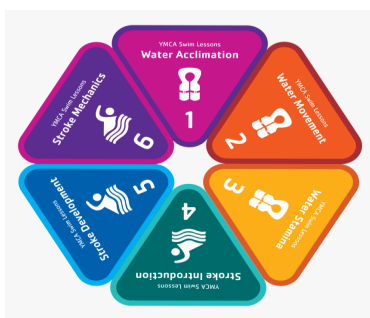 YMCA Swim Lessons
Water Acclimation
1
YMCA Swim Lessons
Water Movement
2
YMCA Swim Lessons
Water Stamina
3
YMCA Swim Lessons
Stroke Introduction
4
YMCA Swim Lessons
Stroke Development
5
YMCA Swim Lessons
Stroke Mechanics
6